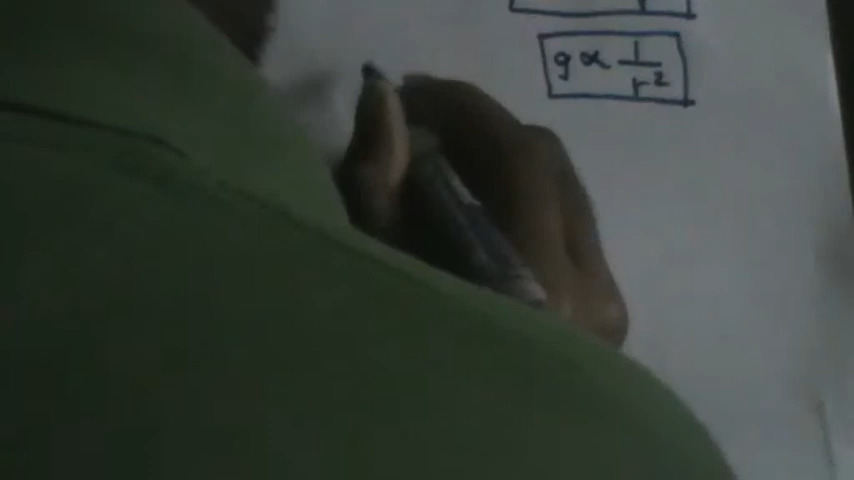 g ∝ 1/r²